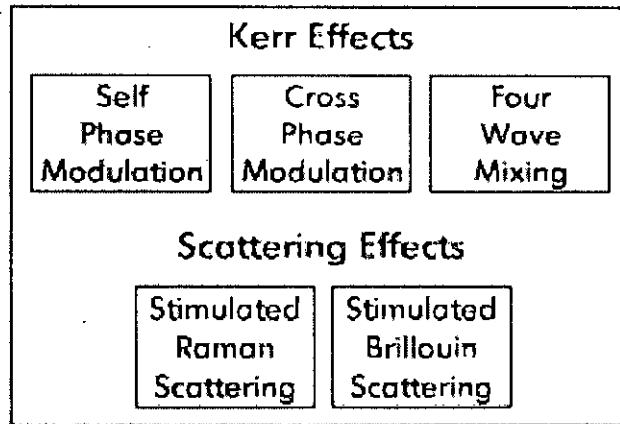 Kerr Effects
Self
Phase
Modulation
Cross
Phase
Modulation
Four
Wave
Mixing
Scattering Effects
Stimulated
Raman
Scattering
Stimulated
Brillouin
Scattering